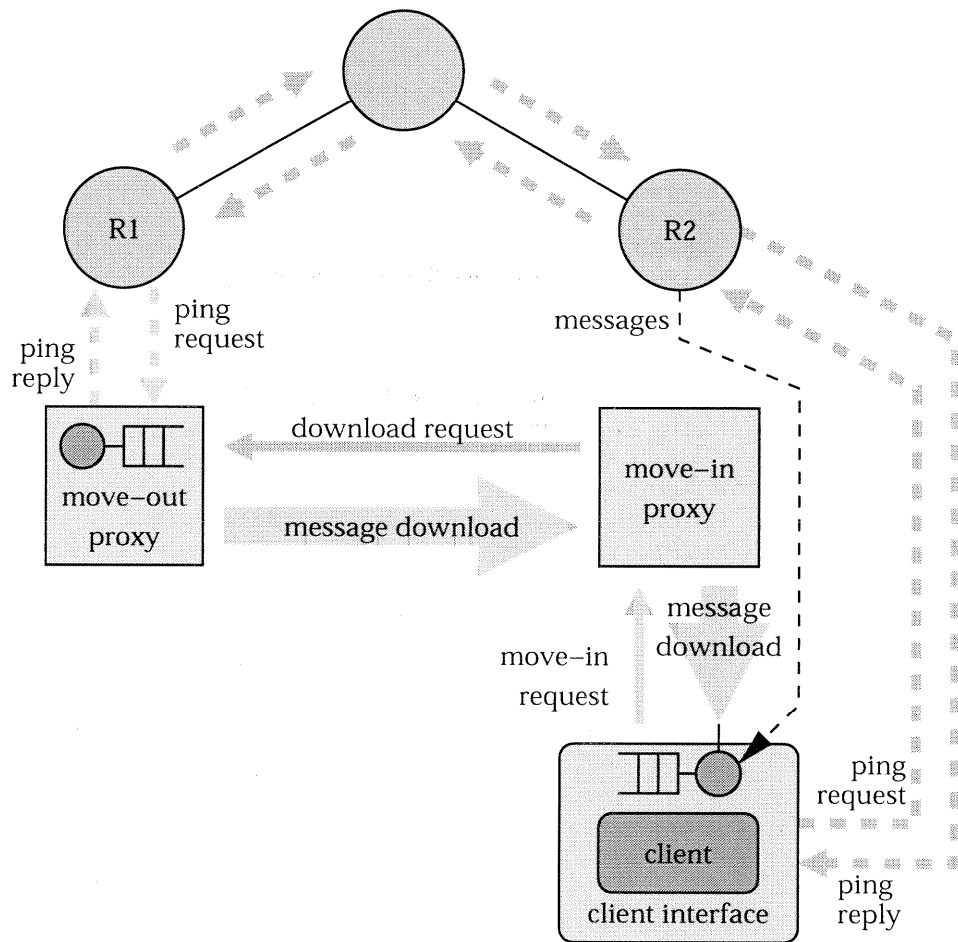 R1
R2
ping
request
ping
reply
messages
download request
move–out
proxy
message download
move–in
proxy
message
download
move–in
request
ping
request
client
client interface
ping
reply